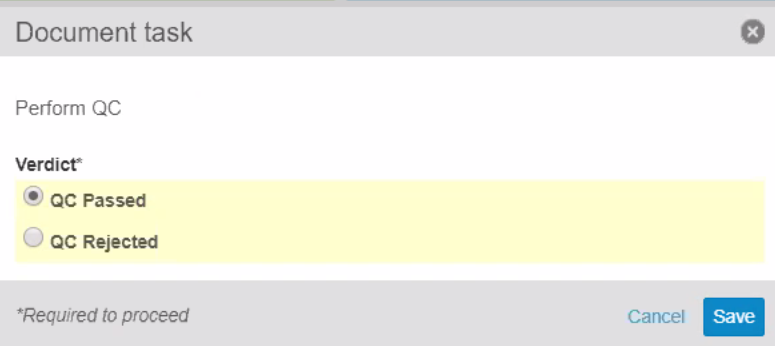 Document task
Perform QC
Verdict*
QC Passed
QC Rejected
*Required to proceed
Cancel
Save